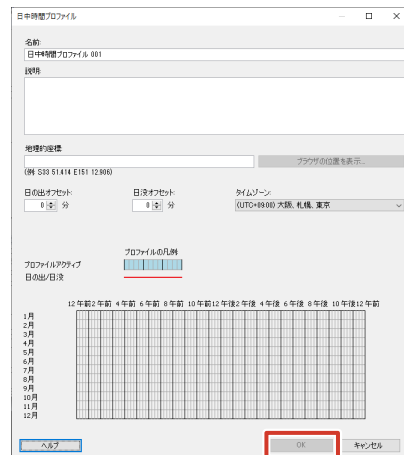 日中時間プロファイル
名前:
日中時間プロファイル 001
説明:
地理的座標:
ブラウザの位置を表示...
(例 S33 51.414 E151 12.906)
日の出オフセット: 日没オフセット: タイムゾーン:
0 分 0 分 (UTC+09:00) 大阪、札幌、東京
プロファイルの凡例
プロファイルアクティブ
日の出/日没
12 午前 2 午前 4 午前 6 午前 8 午前 10 午前 12 午後 2 午後 4 午後 6 午後 8 午後 10 午後 12 午前
1月
2月
3月
4月
5月
6月
7月
8月
9月
10月
11月
12月
ヘルプ OK キャンセル